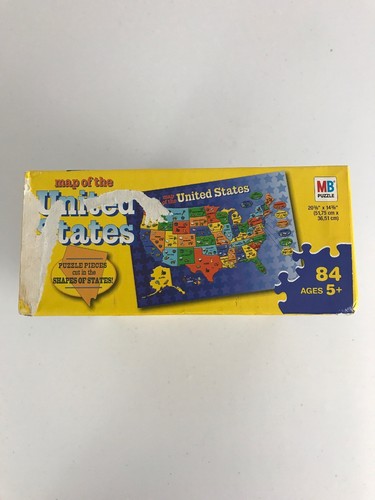 map of the
United
States
PUZZLE PIECES
cut in the
SHAPES OF STATES!
United States
MB
PUZZLE
84
AGES 5+